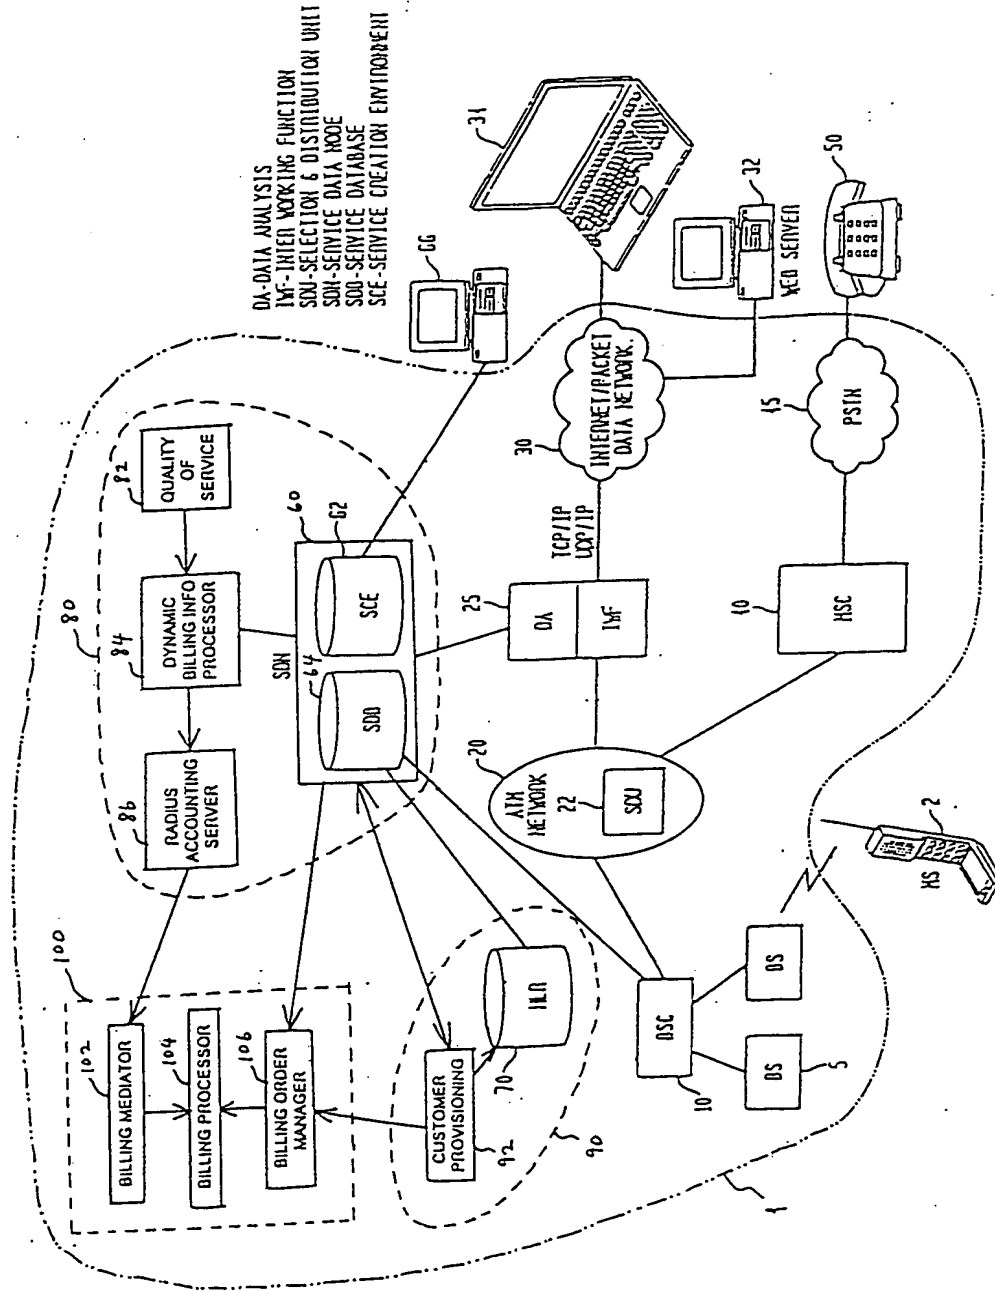 DA-DATA ANALYSIS
IWF-INTER WORKING FUNCTION
SDU-SELECTION & DISTRIBUTION UNIT
SDN-SERVICE DATA NODE
SDD-SERVICE DATABASE
SCE-SERVICE CREATION ENVIRONMENT
100
102
BILLING MEDIATOR
104
BILLING PROCESSOR
106
BILLING ORDER
MANAGER
80
86
RADIUS
ACCOUNTING
SERVER
84
DYNAMIC
BILLING INFO
PROCESSOR
82
QUALITY
OF
SERVICE
SDN
60
64
SDD
62
SCE
66
CUSTOMER
PROVISIONING
92
70
HLR
90
20
ATM
NETWORK
22
SDU
25
DA
IWF
TCP/IP
UDP/IP
30
INTERNET/PACKET
DATA NETWORK.
31
32
WEB SERVER
BSC
10
BS
BS
5
MS
2
10
MSC
45
PSTN
50
1